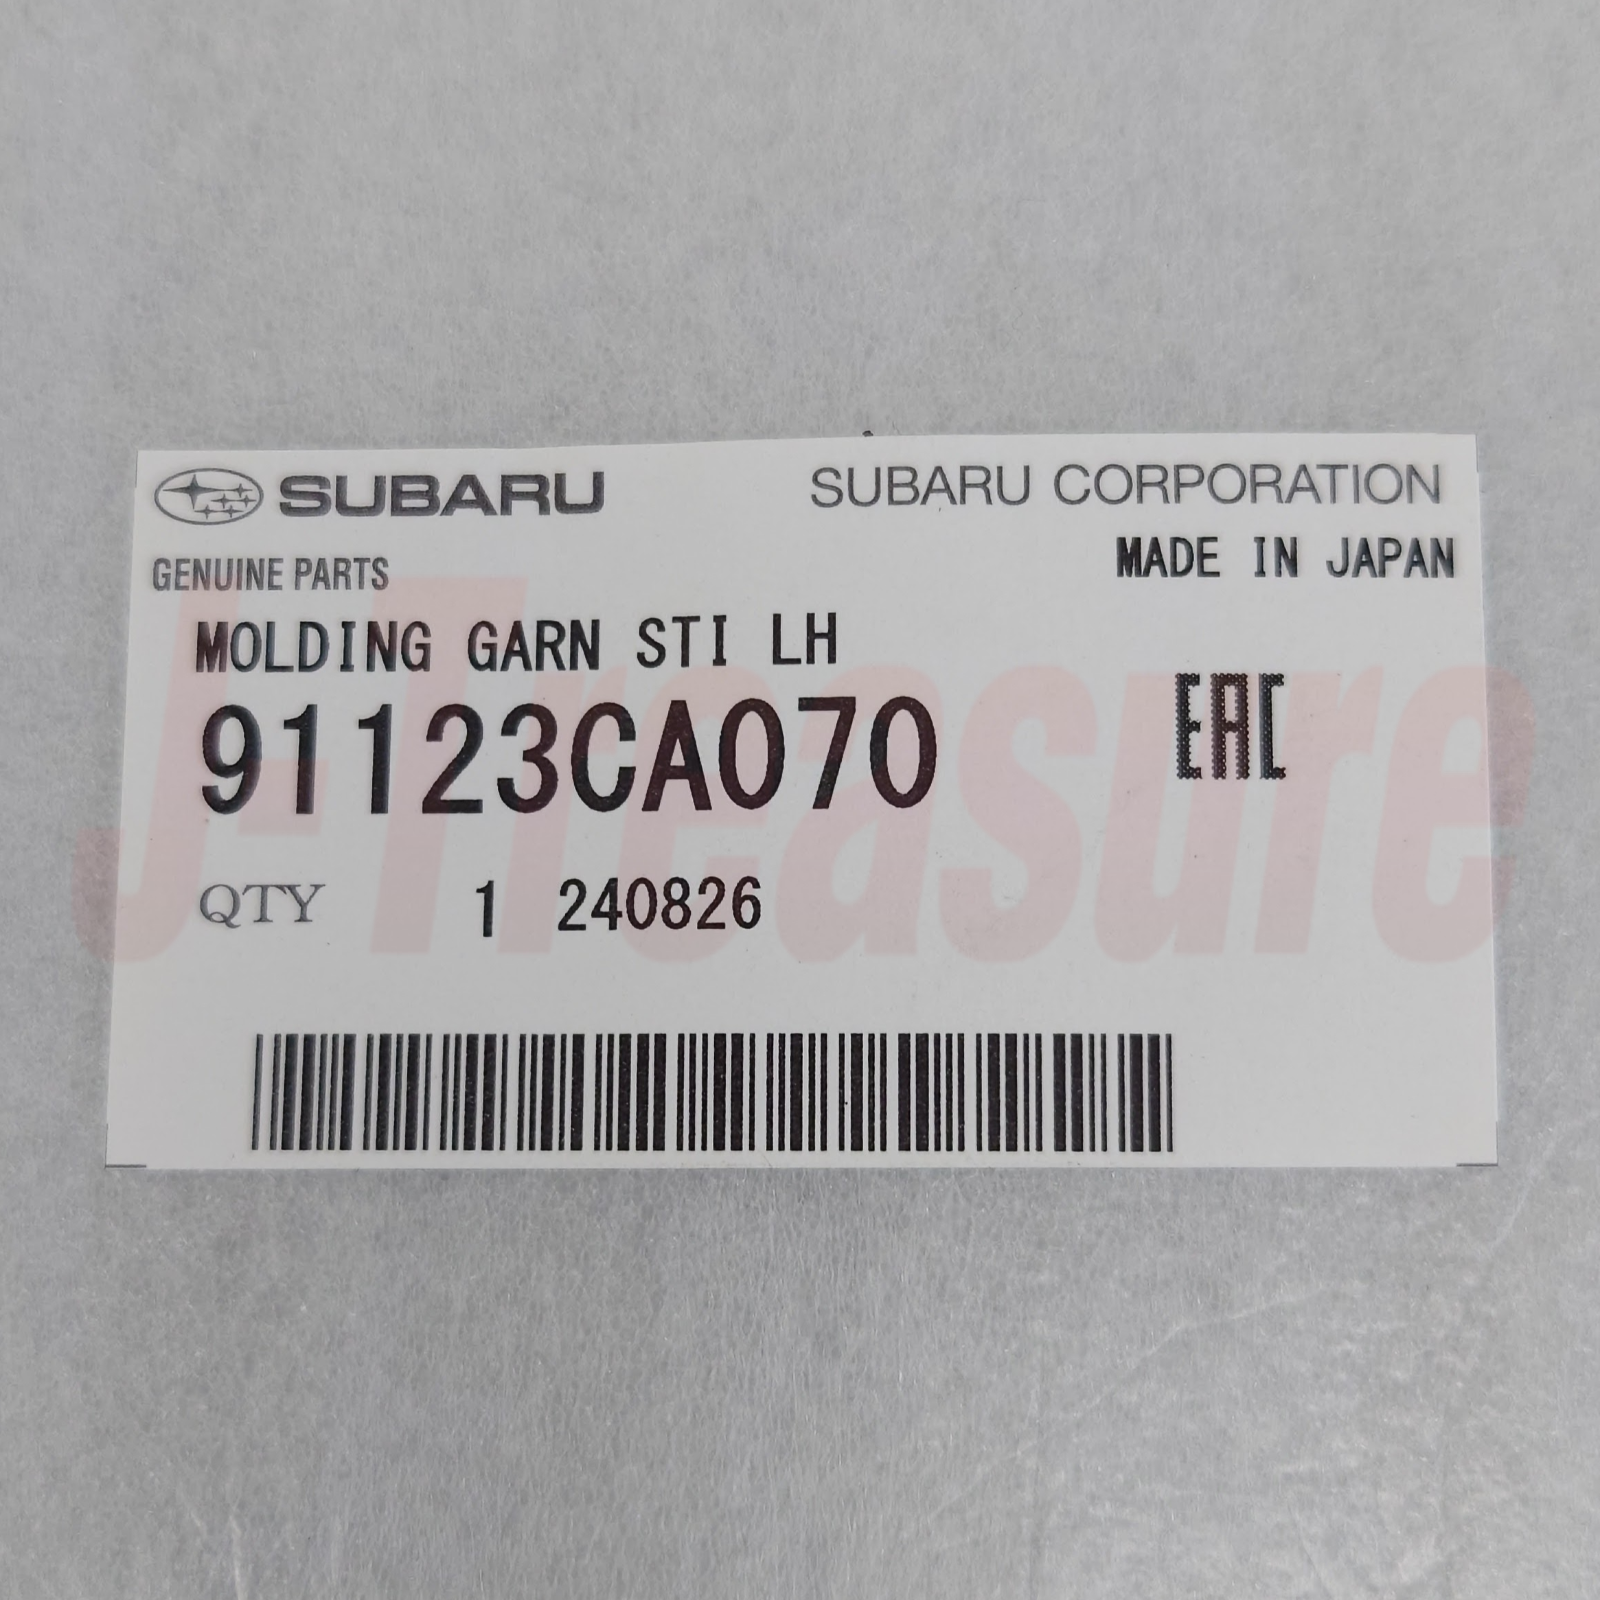 SUBARU SUBARU CORPORATION
GENUINE PARTS MADE IN JAPAN
MOLDING GARN STI LH
91123CA070 EAC
QTY 1 240826
J-Treasure